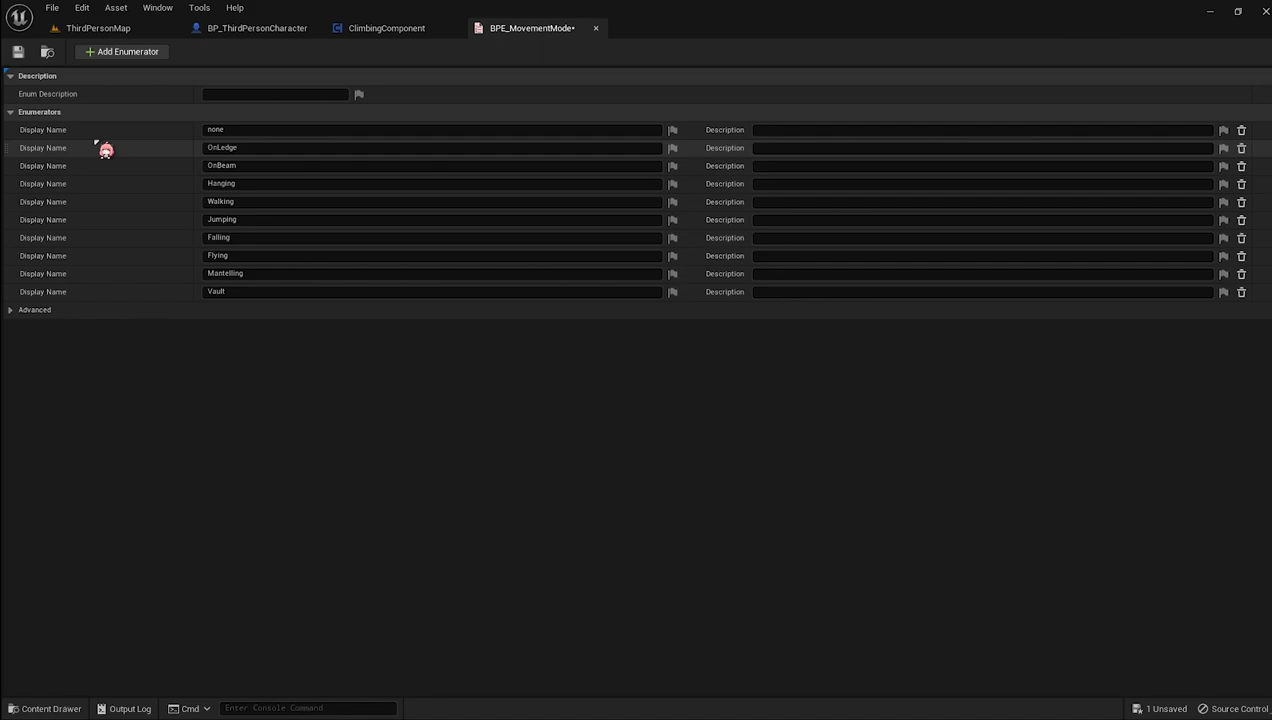 File Edit Asset Window Tools Help
ThirdPersonMap BP_ThirdPersonCharacter ClimbingComponent BPE_MovementMode*
Add Enumerator
Description
Enum Description
Enumerators
Display Name none Description
Display Name OnLedge Description
Display Name OnBeam Description
Display Name Hanging Description
Display Name Walking Description
Display Name Jumping Description
Display Name Falling Description
Display Name Flying Description
Display Name Mantelling Description
Display Name Vault Description
Advanced
Content Drawer Output Log Cmd Enter Console Command 1 Unsaved Source Control